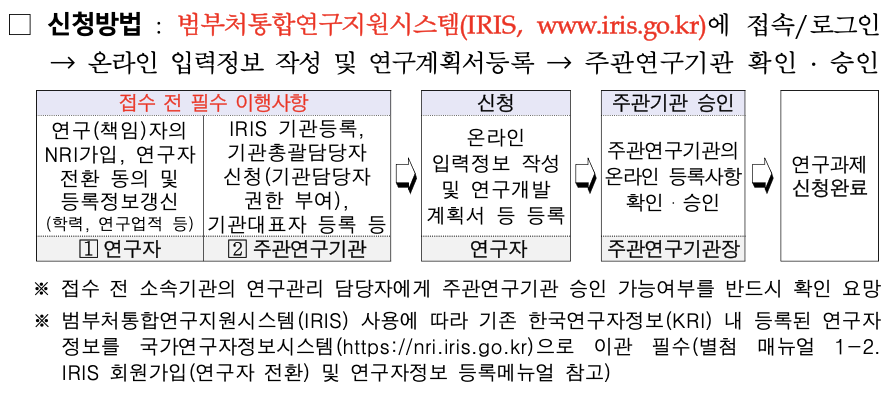 □ 신청방법 : 범부처통합연구지원시스템(IRIS, www.iris.go.kr)에 접속/로그인
→ 온라인 입력정보 작성 및 연구계획서등록 → 주관연구기관 확인 · 승인
접수 전 필수 이행사항
연구(책임)자의
NRI가입, 연구자
전환 동의 및
등록정보갱신
(학력, 연구업적 등)
1 연구자
IRIS 기관등록,
기관총괄담당자
신청(기관담당자
권한 부여),
기관대표자 등록 등
2 주관연구기관
신청
온라인
입력정보 작성
및 연구개발
계획서 등 등록
연구자
주관기관 승인
주관연구기관의
온라인 등록사항
확인 · 승인
주관연구기관장
연구과제
신청완료
※ 접수 전 소속기관의 연구관리 담당자에게 주관연구기관 승인 가능여부를 반드시 확인 요망
※ 범부처통합연구지원시스템(IRIS) 사용에 따라 기존 한국연구자정보(KRI) 내 등록된 연구자
정보를 국가연구자정보시스템(https://nri.iris.go.kr)으로 이관 필수(별첨 매뉴얼 1-2.
IRIS 회원가입(연구자 전환) 및 연구자정보 등록메뉴얼 참고)